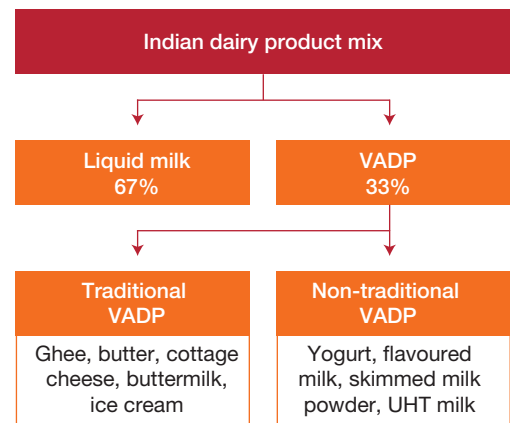 Indian dairy product mix
Liquid milk
67%
VADP
33%
Traditional
VADP
Ghee, butter, cottage
cheese, buttermilk,
ice cream
Non-traditional
VADP
Yogurt, flavoured
milk, skimmed milk
powder, UHT milk